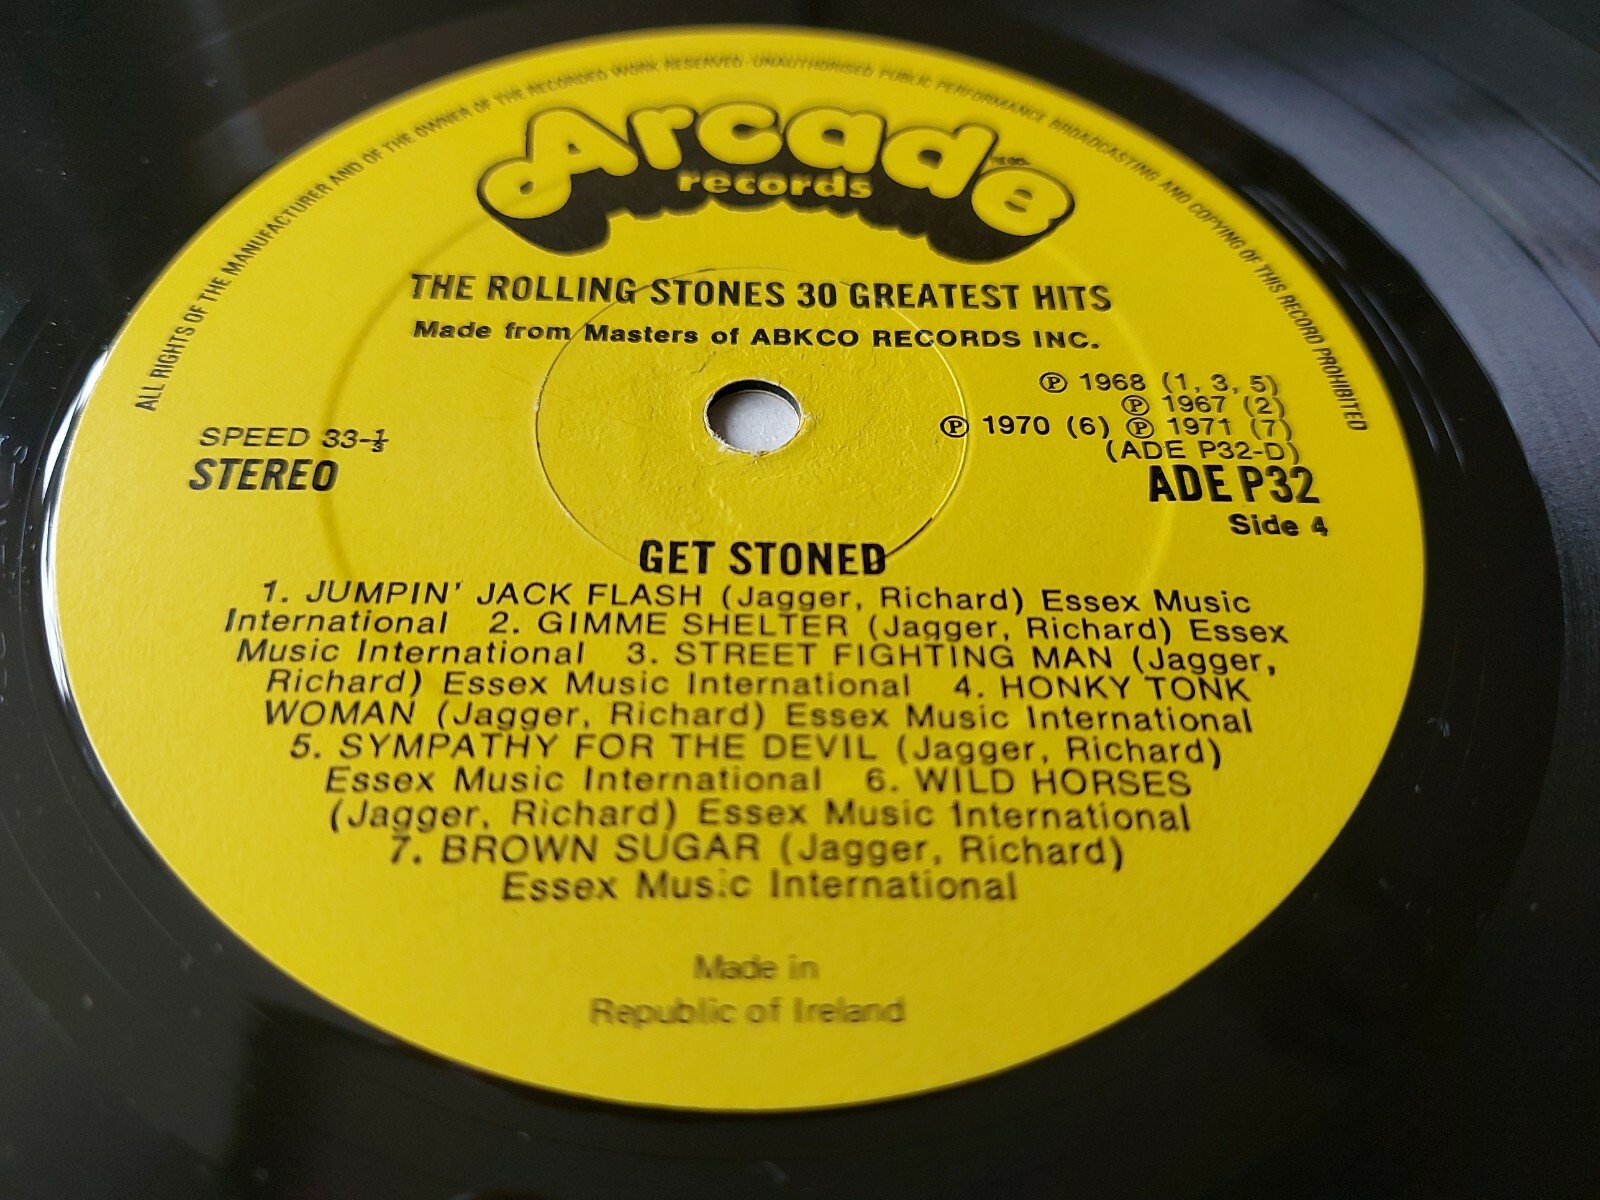 ALL RIGHTS OF THE MANUFACTURER AND OF THE OWNER OF THE RECORDED WORK RESERVED · UNAUTHORISED PUBLIC PERFORMANCE BROADCASTING AND COPYING OF THIS RECORD PROHIBITED
Arcade
records
THE ROLLING STONES 30 GREATEST HITS
Made from Masters of ABKCO RECORDS INC.
℗ 1968 (1, 3, 5)
℗ 1967 (2)
℗ 1970 (6) ℗ 1971 (7)
(ADE P32-D)
SPEED 33-⅓
STEREO
ADE P32
Side 4
GET STONED
1. JUMPIN' JACK FLASH (Jagger, Richard) Essex Music
International 2. GIMME SHELTER (Jagger, Richard) Essex
Music International 3. STREET FIGHTING MAN (Jagger,
Richard) Essex Music International 4. HONKY TONK
WOMAN (Jagger, Richard) Essex Music International
5. SYMPATHY FOR THE DEVIL (Jagger, Richard)
Essex Music International 6. WILD HORSES
(Jagger, Richard) Essex Music International
7. BROWN SUGAR (Jagger, Richard)
Essex Music International
Made in
Republic of Ireland